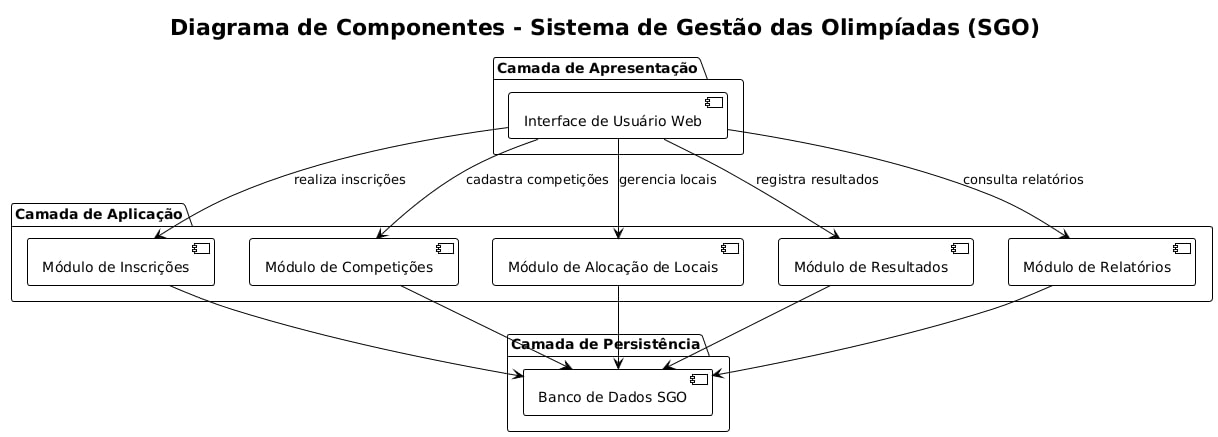 Diagrama de Componentes - Sistema de Gestão das Olimpíadas (SGO)
Camada de Apresentação
Interface de Usuário Web
realiza inscrições
cadastra competições
gerencia locais
registra resultados
consulta relatórios
Camada de Aplicação
Módulo de Inscrições
Módulo de Competições
Módulo de Alocação de Locais
Módulo de Resultados
Módulo de Relatórios
Camada de Persistência
Banco de Dados SGO